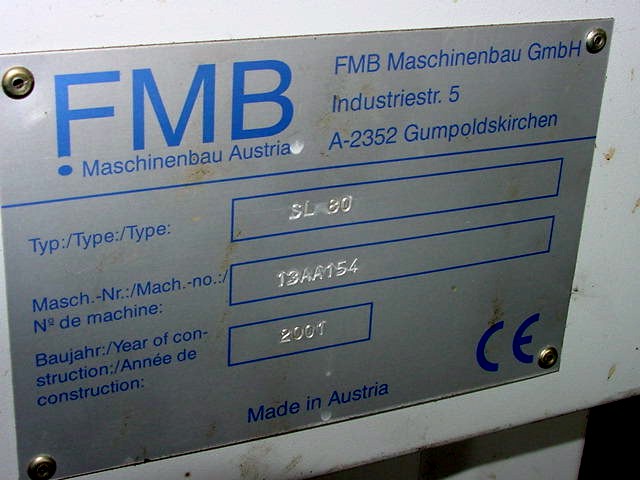 FMB
Maschinenbau Austria
FMB Maschinenbau GmbH
Industriestr. 5
A-2352 Gumpoldskirchen
Typ:/Type:/Type:
SL 80
Masch.-Nr.:/Mach.-no.:/
Nº de machine:
13AA154
Baujahr:/Year of con-
struction:/Année de
construction:
2001
CE
Made in Austria